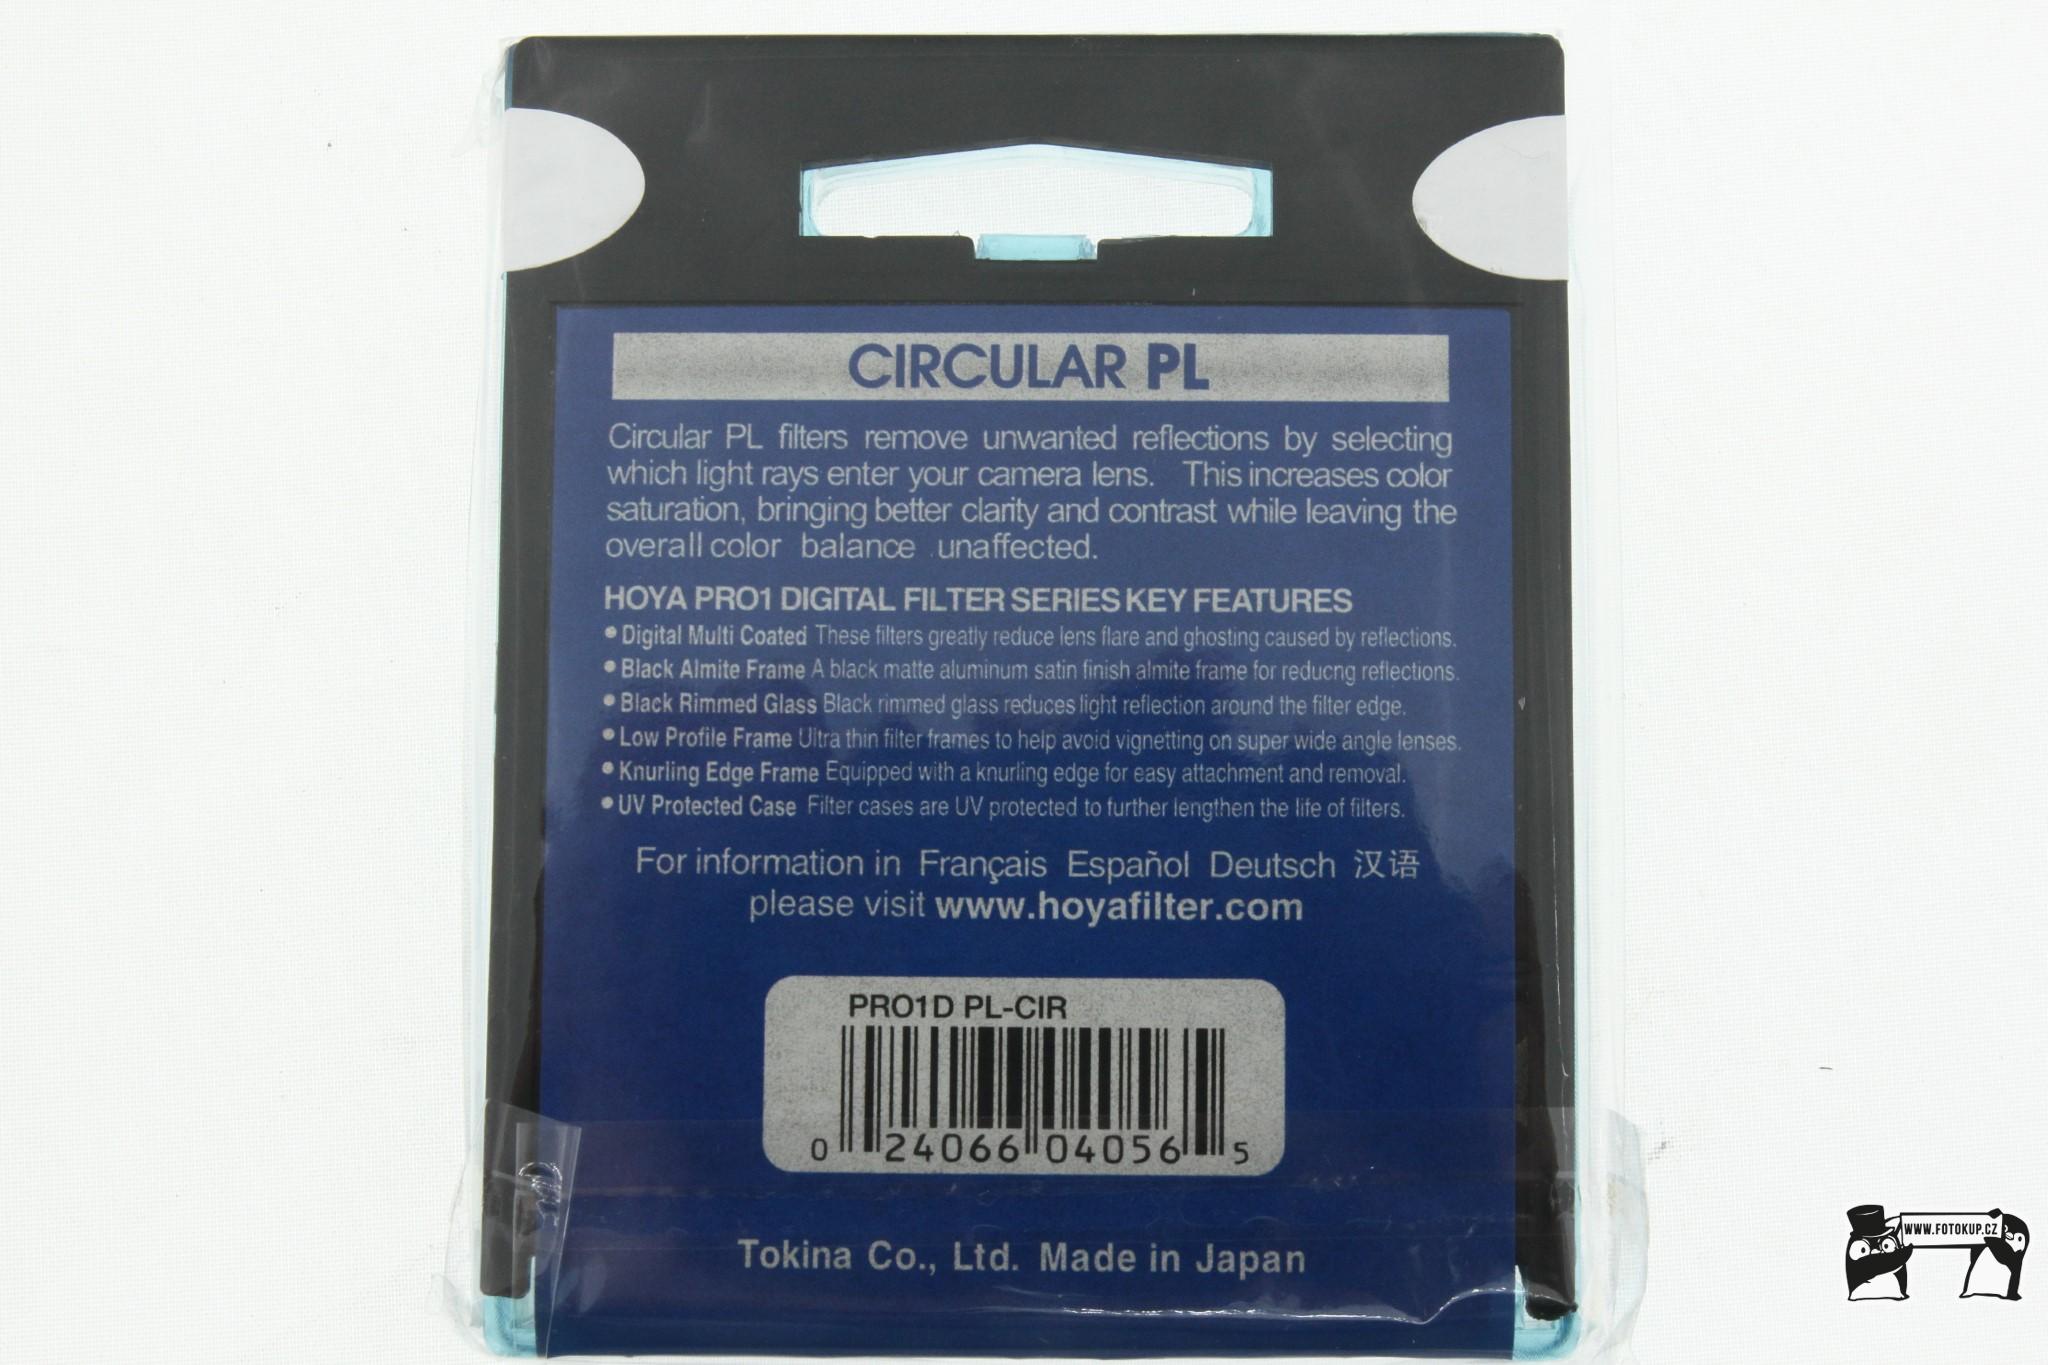 CIRCULAR PL
Circular PL filters remove unwanted reflections by selecting
which light rays enter your camera lens. This increases color
saturation, bringing better clarity and contrast while leaving the
overall color balance unaffected.
HOYA PRO1 DIGITAL FILTER SERIES KEY FEATURES
• Digital Multi Coated These filters greatly reduce lens flare and ghosting caused by reflections.
• Black Almite Frame A black matte aluminum satin finish almite frame for reducng reflections.
• Black Rimmed Glass Black rimmed glass reduces light reflection around the filter edge.
• Low Profile Frame Ultra thin filter frames to help avoid vignetting on super wide angle lenses.
• Knurling Edge Frame Equipped with a knurling edge for easy attachment and removal.
• UV Protected Case Filter cases are UV protected to further lengthen the life of filters.
For information in Français Español Deutsch 汉语
please visit www.hoyafilter.com
PRO1D PL-CIR
0 24066 04056 5
Tokina Co., Ltd. Made in Japan
WWW.FOTOKUP.CZ